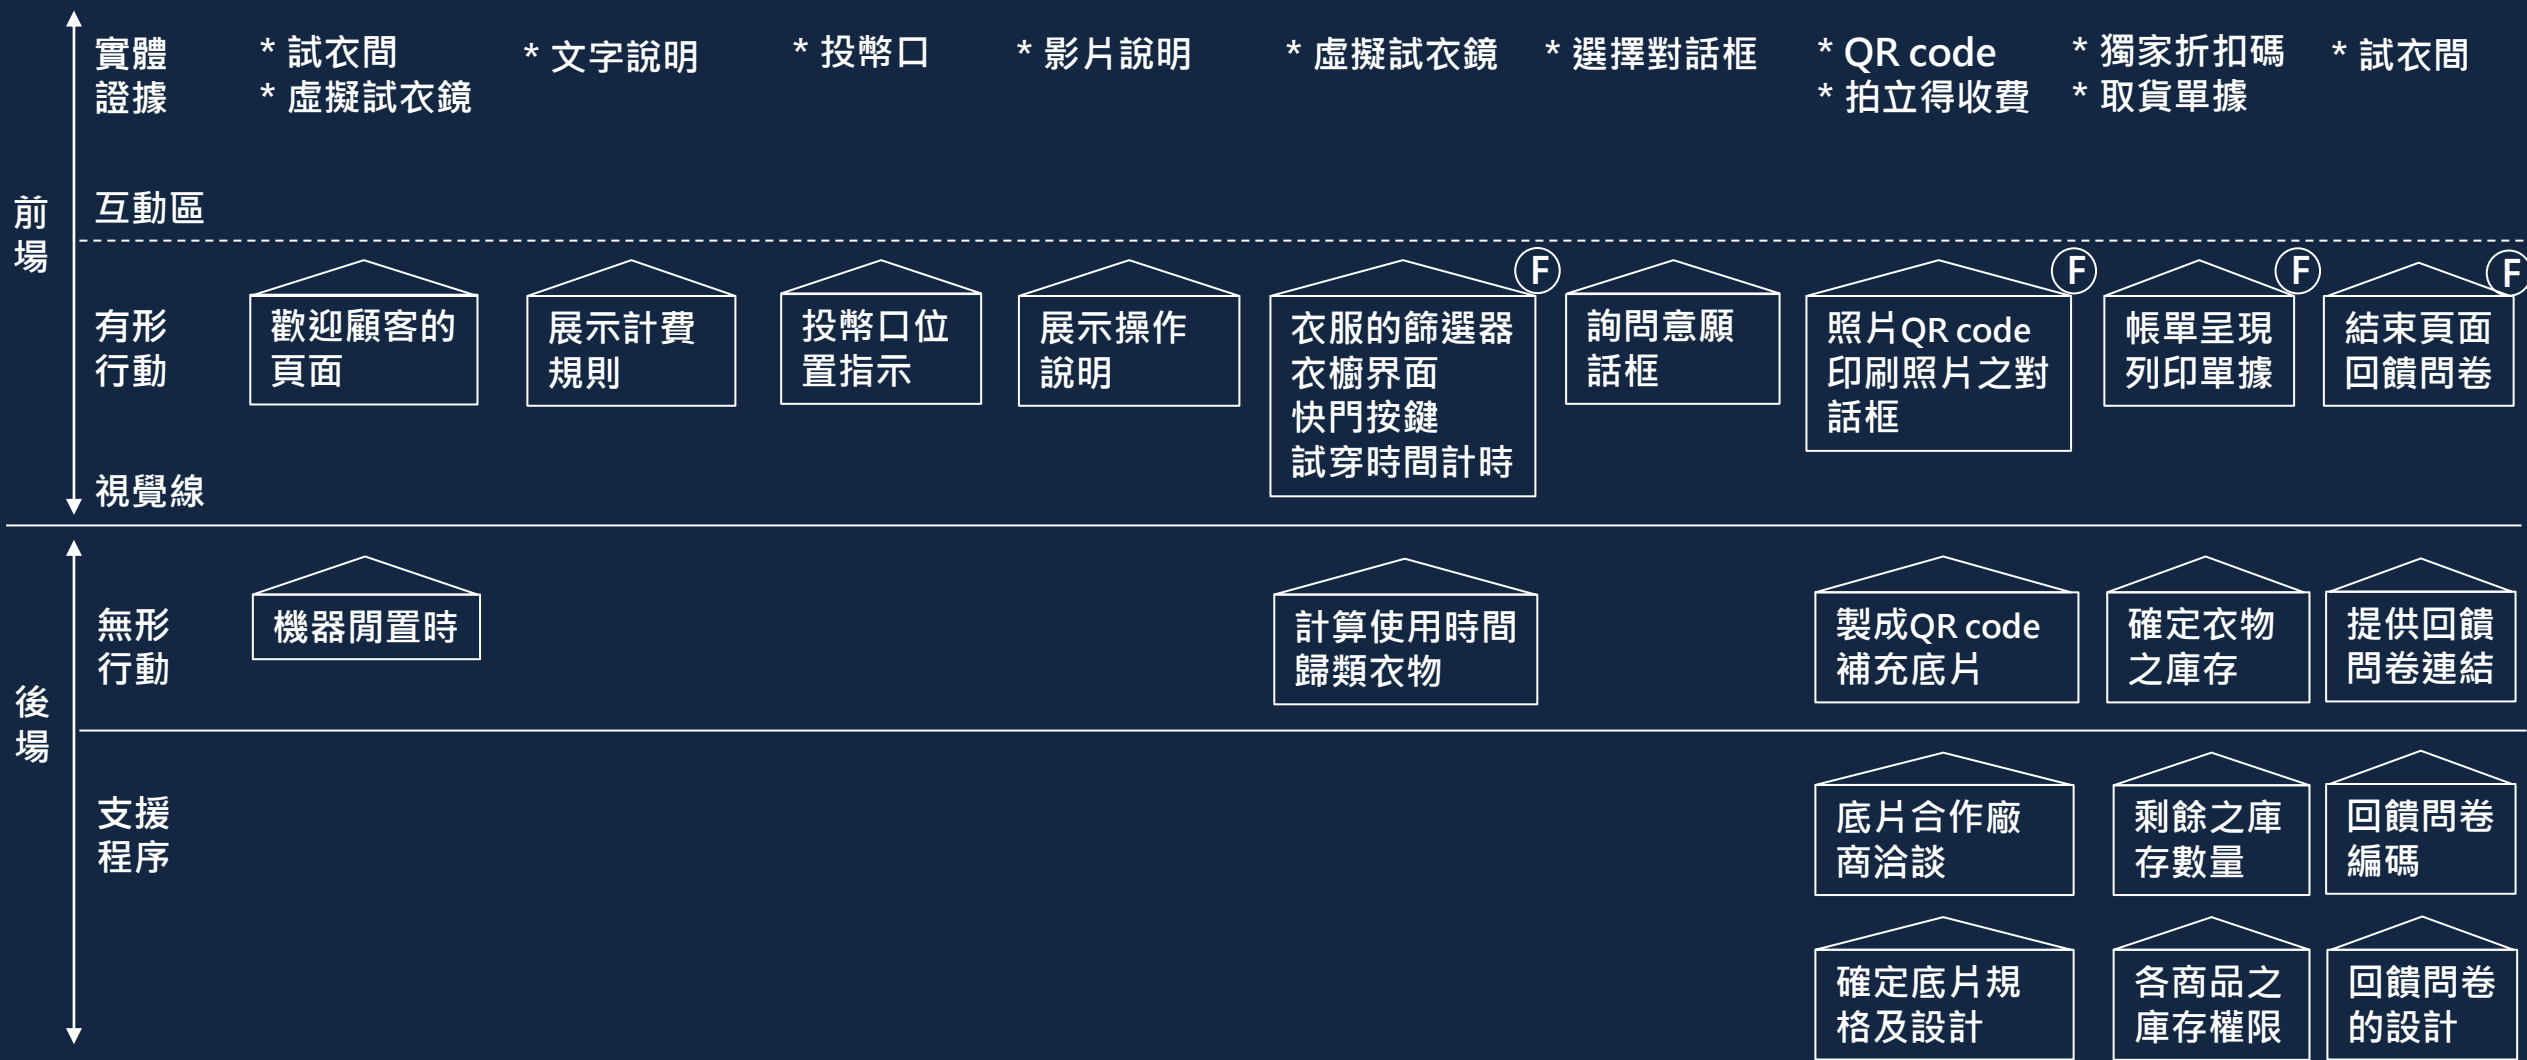 實體
證據
* 試衣間
* 虛擬試衣鏡
* 文字說明
* 投幣口
* 影片說明
* 虛擬試衣鏡
* 選擇對話框
* QR code
* 拍立得收費
* 獨家折扣碼
* 取貨單據
* 試衣間
前
場
互動區
有形
行動
歡迎顧客的
頁面
展示計費
規則
投幣口位
置指示
展示操作
說明
衣服的篩選器
衣櫥界面
快門按鍵
試穿時間計時
F
詢問意願
話框
照片QR code
印刷照片之對
話框
F
帳單呈現
列印單據
F
結束頁面
回饋問卷
F
視覺線
後
場
無形
行動
機器閒置時
計算使用時間
歸類衣物
製成QR code
補充底片
確定衣物
之庫存
提供回饋
問卷連結
支援
程序
底片合作廠
商洽談
剩餘之庫
存數量
回饋問卷
編碼
確定底片規
格及設計
各商品之
庫存權限
回饋問卷
的設計